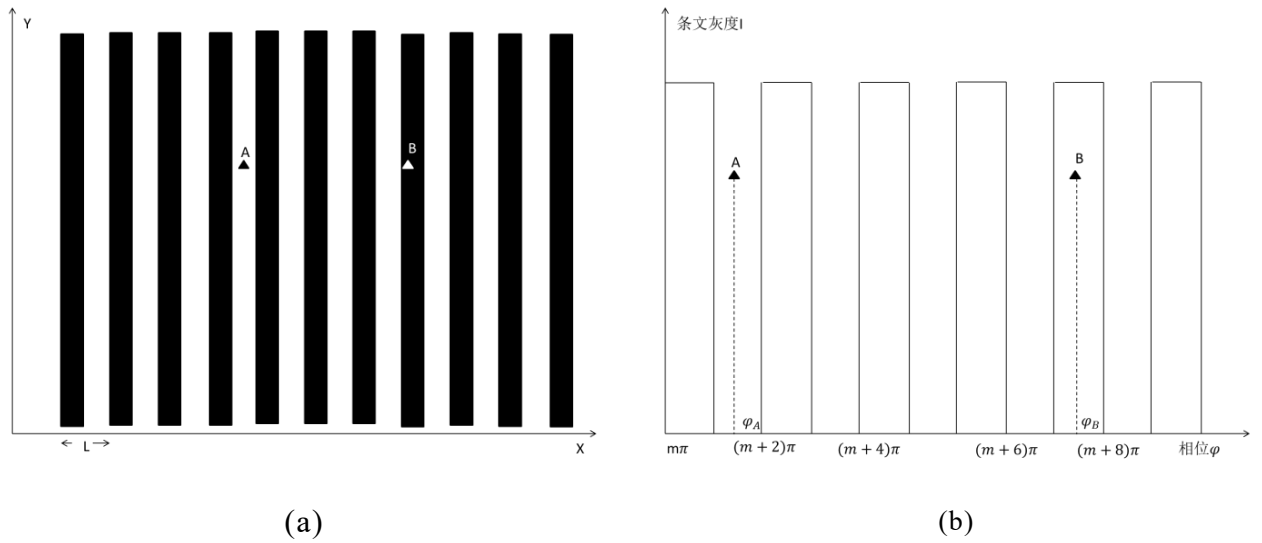 Y
A
B
L
X
(a)
条文灰度I
A
B
φA
φB
mπ
(m + 2)π
(m + 4)π
(m + 6)π
(m + 8)π
相位φ
(b)